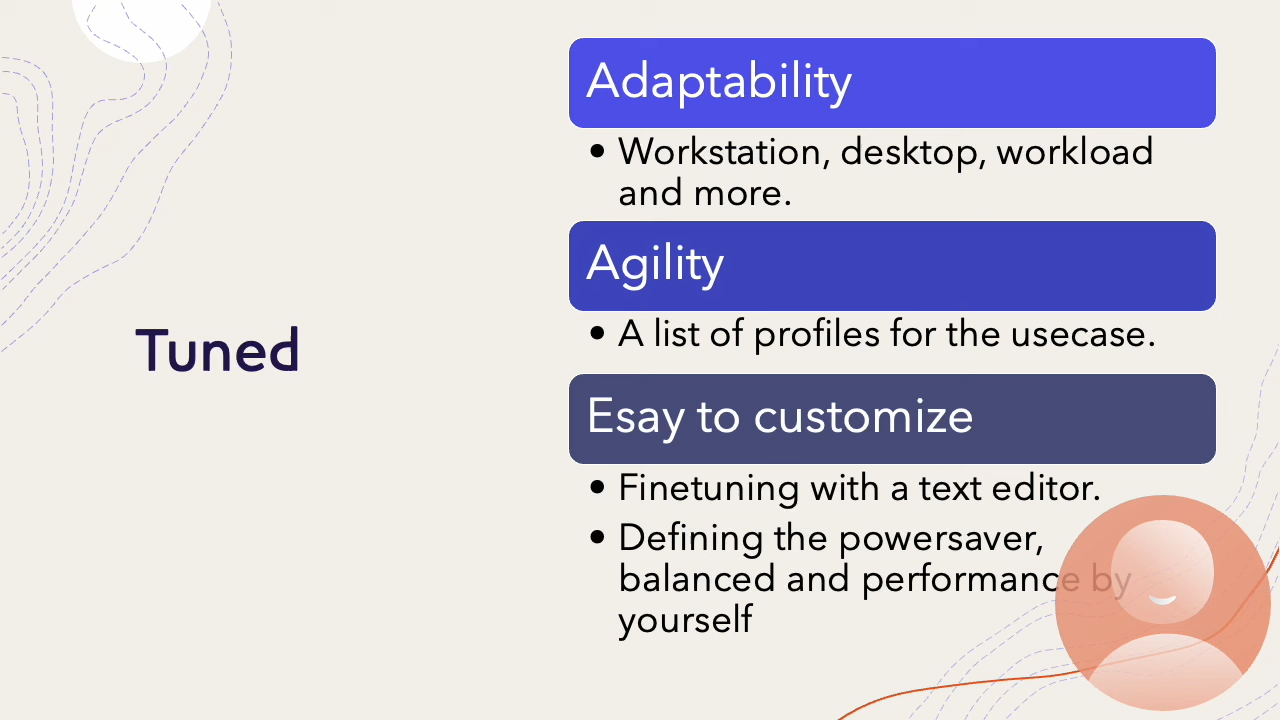 Tuned
Adaptability
• Workstation, desktop, workload
and more.
Agility
• A list of profiles for the usecase.
Esay to customize
• Finetuning with a text editor.
• Defining the powersaver,
balanced and performance by
yourself